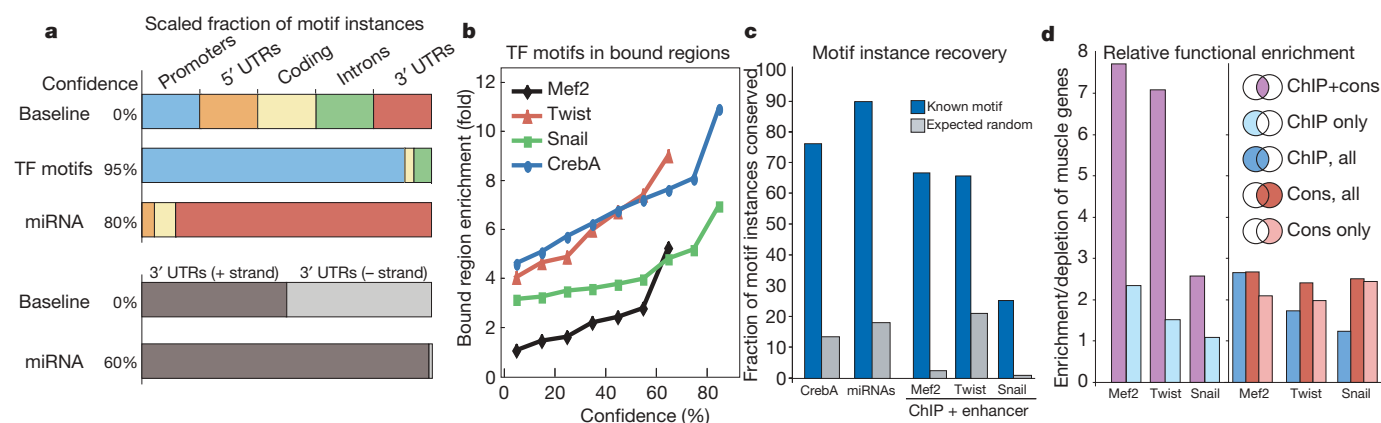 a
Scaled fraction of motif instances
Confidence
Promoters
5′ UTRs
Coding
Introns
3′ UTRs
Baseline 0%
TF motifs 95%
miRNA 80%
3′ UTRs (+ strand) 3′ UTRs (– strand)
Baseline 0%
miRNA 60%
b
TF motifs in bound regions
Bound region enrichment (fold)
12
10
8
6
4
2
0
Mef2
Twist
Snail
CrebA
0 20 40 60 80
Confidence (%)
c
Motif instance recovery
Fraction of motif instances conserved
100
90
80
70
60
50
40
30
20
10
0
Known motif
Expected random
CrebA miRNAs Mef2 Twist Snail
ChIP + enhancer
d
Relative functional enrichment
Enrichment/depletion of muscle genes
8
7
6
5
4
3
2
1
0
ChIP+cons
ChIP only
ChIP, all
Cons, all
Cons only
Mef2 Twist Snail Mef2 Twist Snail